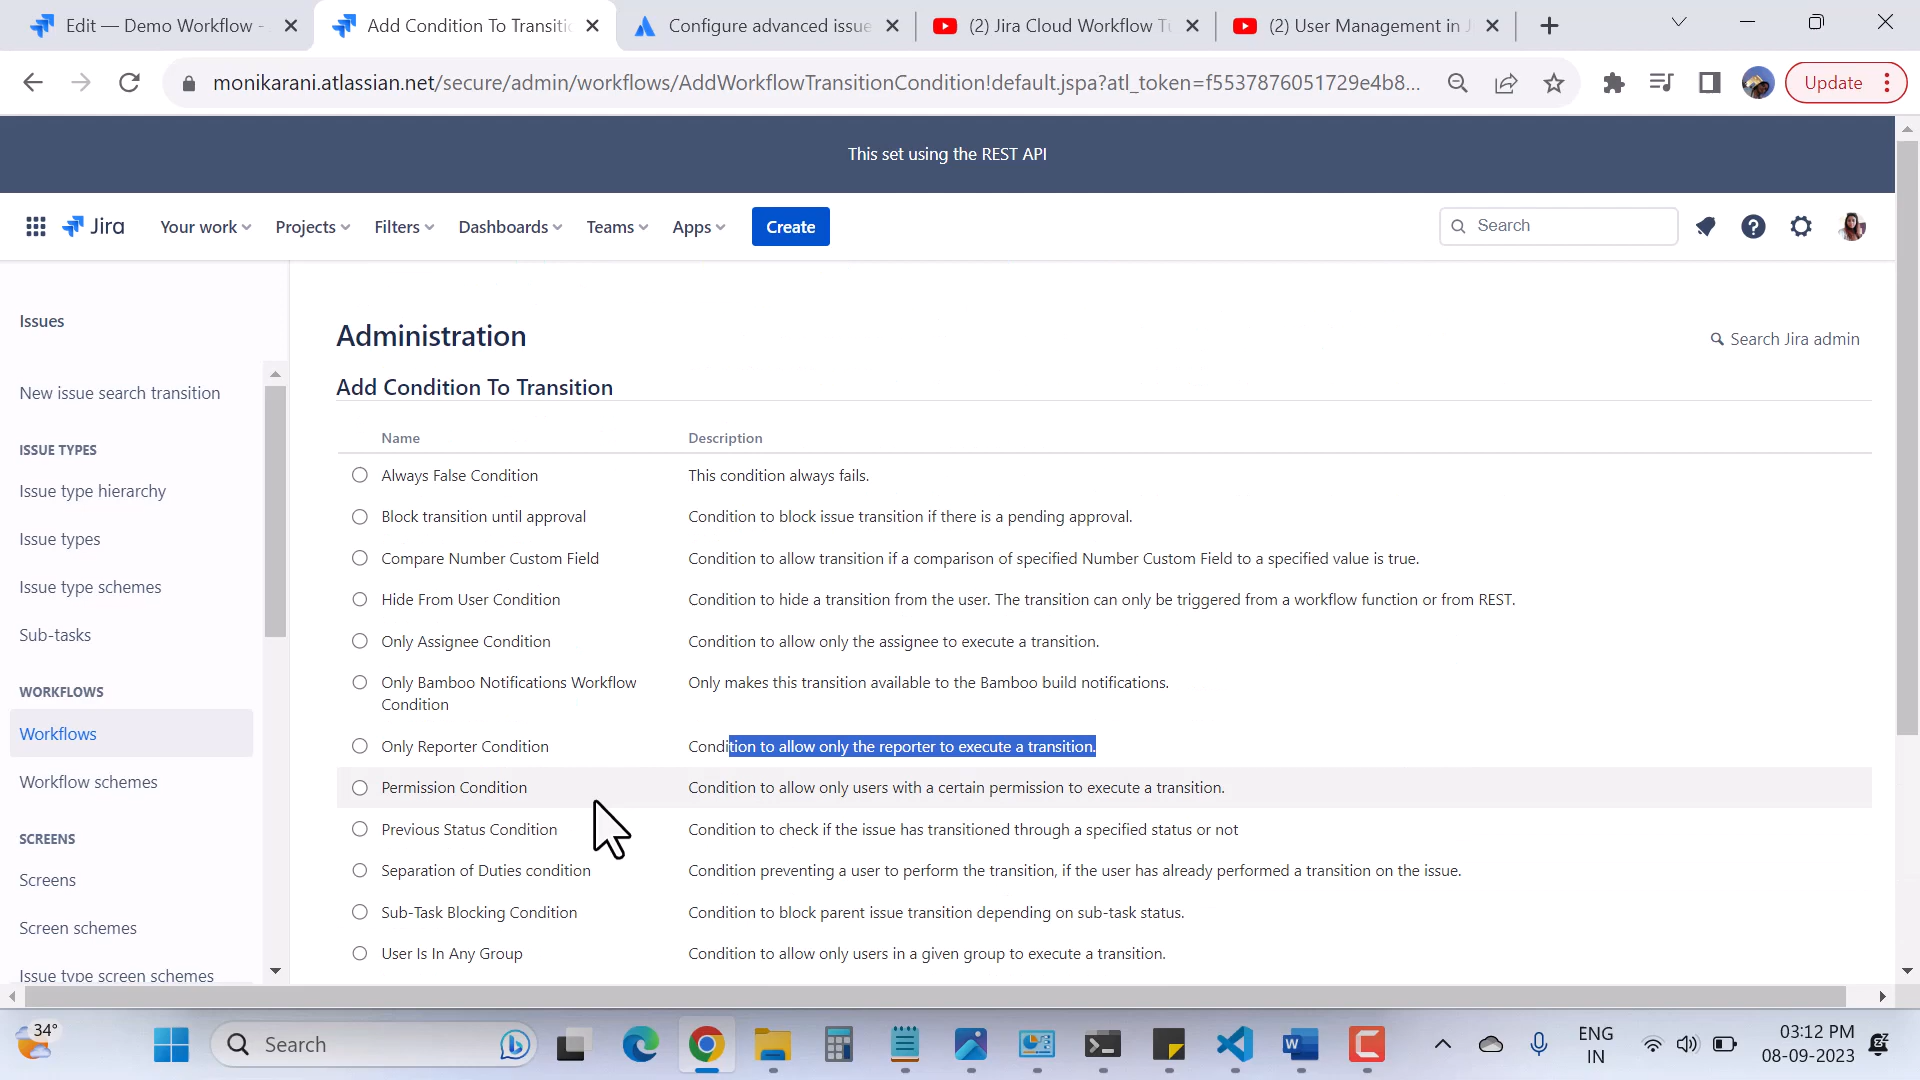 Edit — Demo Workflow -
Add Condition To Transitio
Configure advanced issue
(2) Jira Cloud Workflow Tu
(2) User Management in J
monikarani.atlassian.net/secure/admin/workflows/AddWorkflowTransitionCondition!default.jspa?atl_token=f5537876051729e4b8...
Update
This set using the REST API
Jira
Your work
Projects
Filters
Dashboards
Teams
Apps
Create
Search
Issues
New issue search transition
ISSUE TYPES
Issue type hierarchy
Issue types
Issue type schemes
Sub-tasks
WORKFLOWS
Workflows
Workflow schemes
SCREENS
Screens
Screen schemes
Issue type screen schemes
Administration
Search Jira admin
Add Condition To Transition
Name Description
Always False Condition This condition always fails.
Block transition until approval Condition to block issue transition if there is a pending approval.
Compare Number Custom Field Condition to allow transition if a comparison of specified Number Custom Field to a specified value is true.
Hide From User Condition Condition to hide a transition from the user. The transition can only be triggered from a workflow function or from REST.
Only Assignee Condition Condition to allow only the assignee to execute a transition.
Only Bamboo Notifications Workflow Only makes this transition available to the Bamboo build notifications.
Condition
Only Reporter Condition Condition to allow only the reporter to execute a transition.
Permission Condition Condition to allow only users with a certain permission to execute a transition.
Previous Status Condition Condition to check if the issue has transitioned through a specified status or not
Separation of Duties condition Condition preventing a user to perform the transition, if the user has already performed a transition on the issue.
Sub-Task Blocking Condition Condition to block parent issue transition depending on sub-task status.
User Is In Any Group Condition to allow only users in a given group to execute a transition.
34°
Search
ENG
IN
03:12 PM
08-09-2023